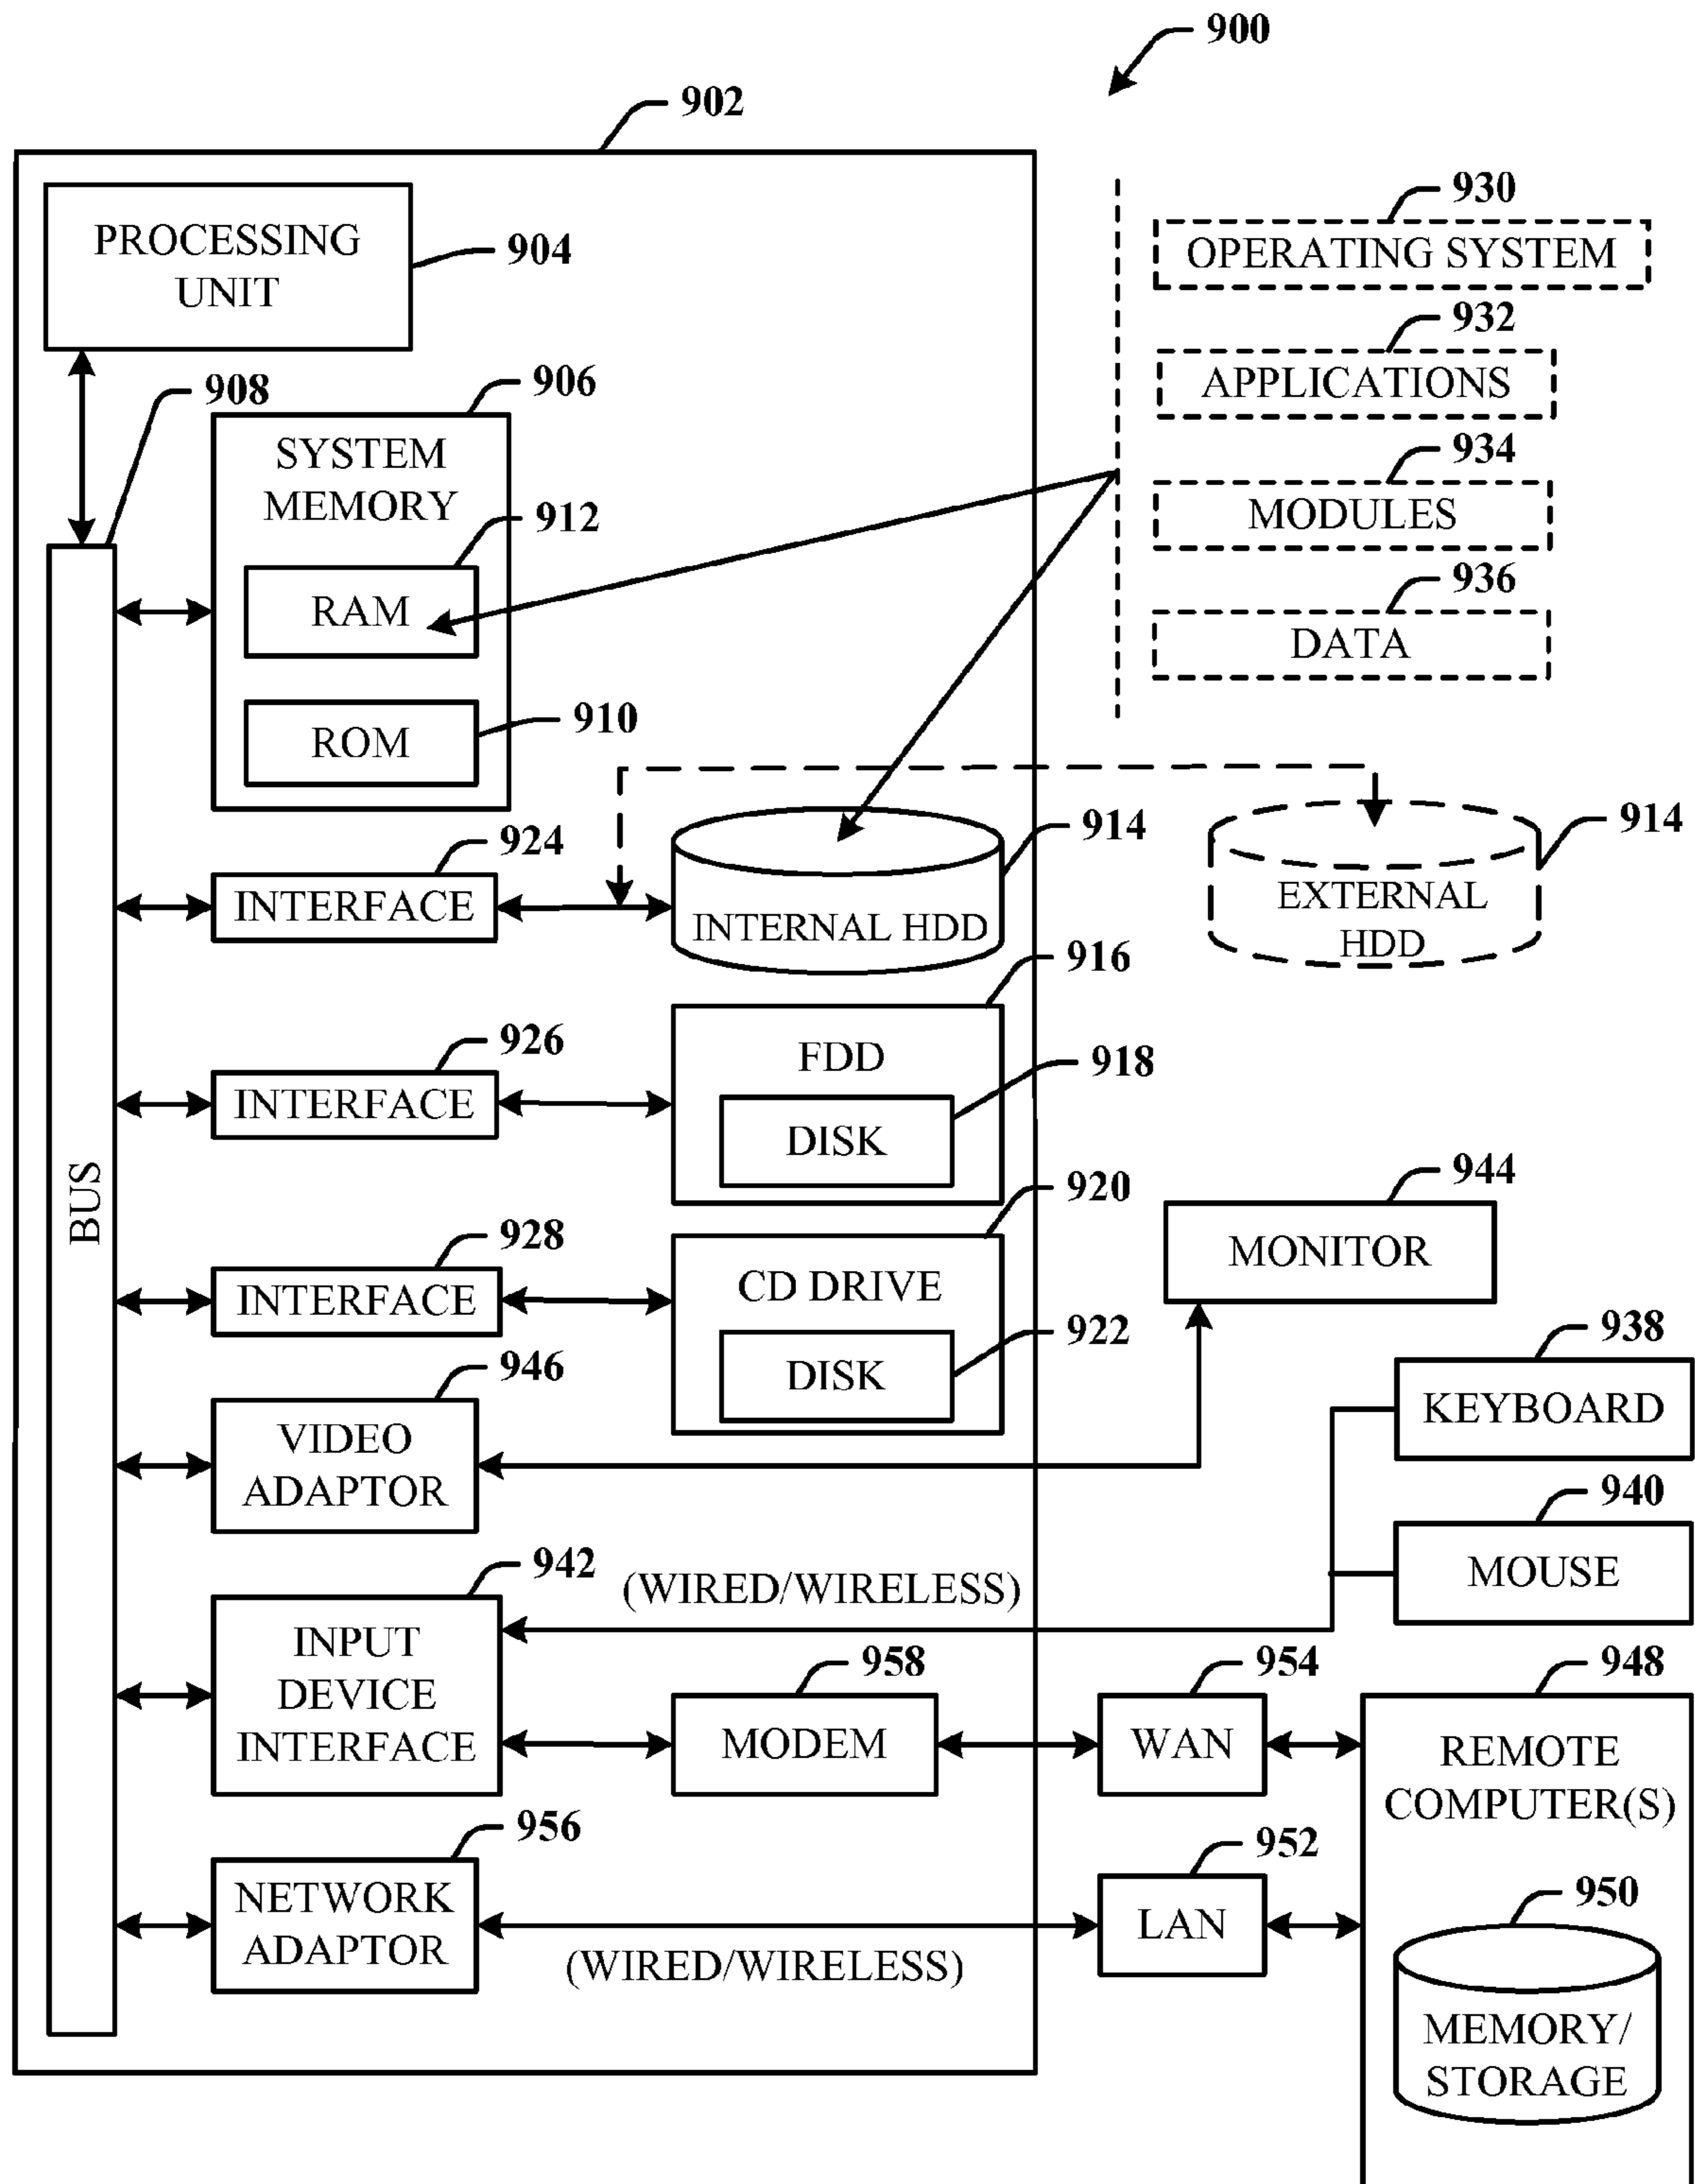 900
902
PROCESSING
UNIT
904
930
OPERATING SYSTEM
932
APPLICATIONS
934
MODULES
936
DATA
908
906
SYSTEM
MEMORY
912
RAM
910
ROM
924
INTERFACE
914
INTERNAL HDD
914
EXTERNAL
HDD
926
INTERFACE
916
FDD
918
DISK
BUS
928
INTERFACE
920
CD DRIVE
922
DISK
944
MONITOR
938
KEYBOARD
946
VIDEO
ADAPTOR
940
MOUSE
942
INPUT
DEVICE
INTERFACE
(WIRED/WIRELESS)
958
MODEM
954
WAN
948
REMOTE
COMPUTER(S)
956
NETWORK
ADAPTOR
(WIRED/WIRELESS)
952
LAN
950
MEMORY/
STORAGE